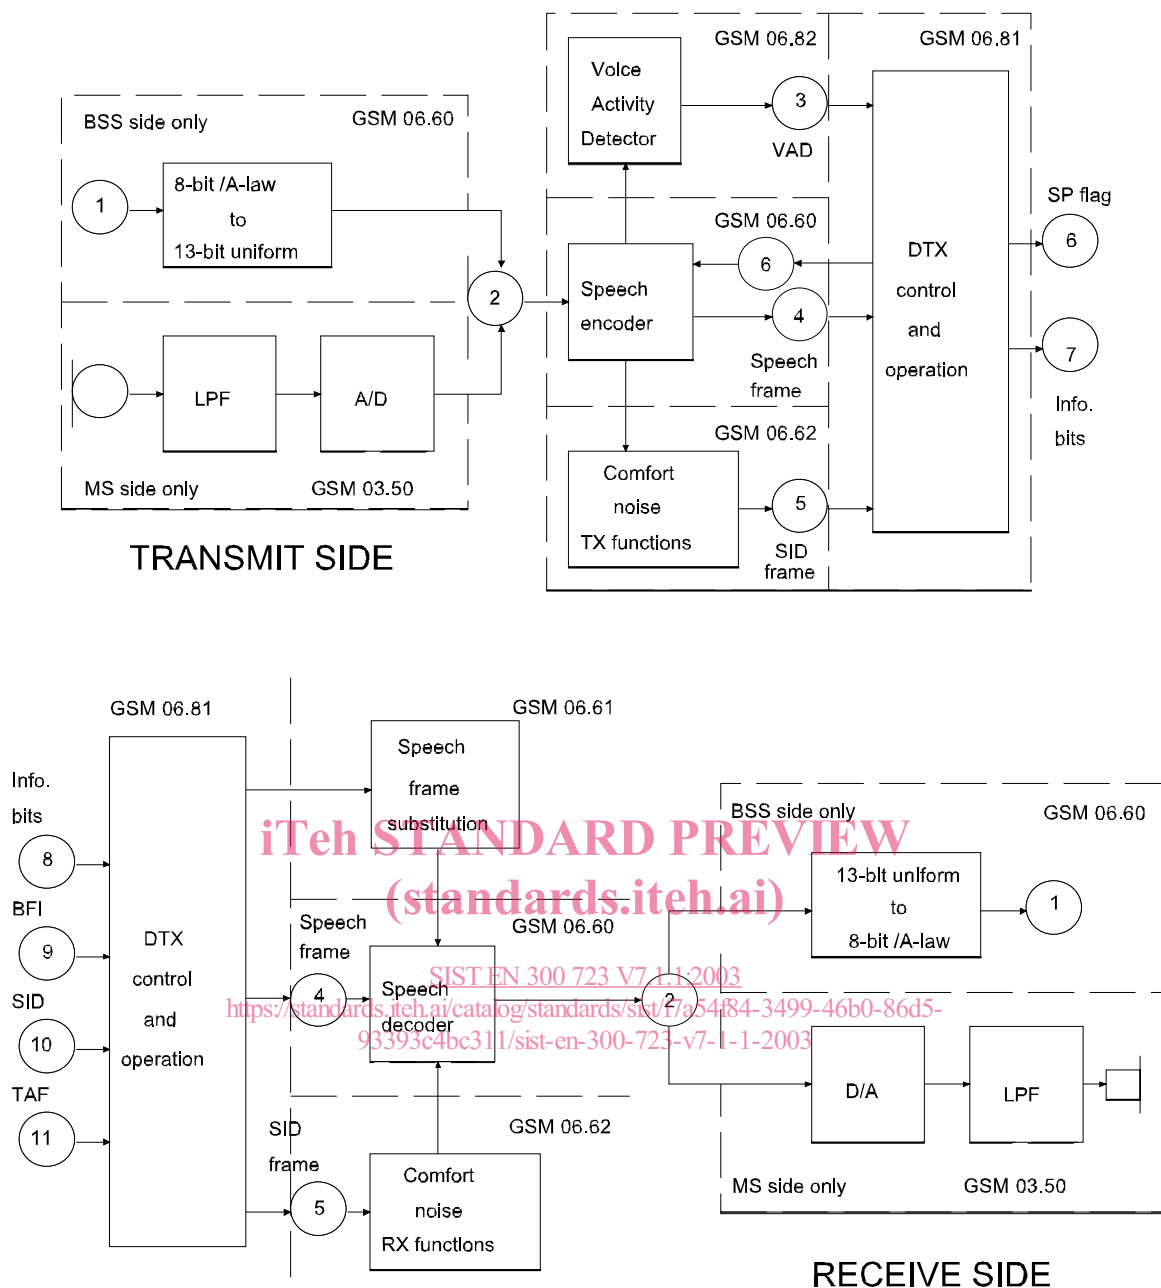 GSM 06.82
GSM 06.81
Voice
Activity
Detector
3
VAD
BSS side only
GSM 06.60
1
8-bit /A-law
to
13-bit uniform
2
GSM 06.60
Speech
encoder
6
4
Speech
frame
DTX
control
and
operation
SP flag
6
7
Info.
bits
LPF
A/D
MS side only
GSM 03.50
GSM 06.62
Comfort
noise
TX functions
5
SID
frame
TRANSMIT SIDE
GSM 06.81
GSM 06.61
Speech
frame
substitution
Info.
bits
8
BFI
9
SID
10
TAF
11
DTX
control
and
operation
iTeh STANDARD PREVIEW
(standards.iteh.ai)
Speech
frame
GSM 06.60
4
Speech
decoder
2
SIST EN 300 723 V7.1.1:2003
https://standards.iteh.ai/catalog/standards/sist/f7a54f84-3499-46b0-86d5-
93393c4bc311/sist-en-300-723-v7-1-1-2003
BSS side only
GSM 06.60
13-bit uniform
to
8-bit /A-law
1
D/A
LPF
MS side only
GSM 03.50
SID
frame
GSM 06.62
5
Comfort
noise
RX functions
RECEIVE SIDE